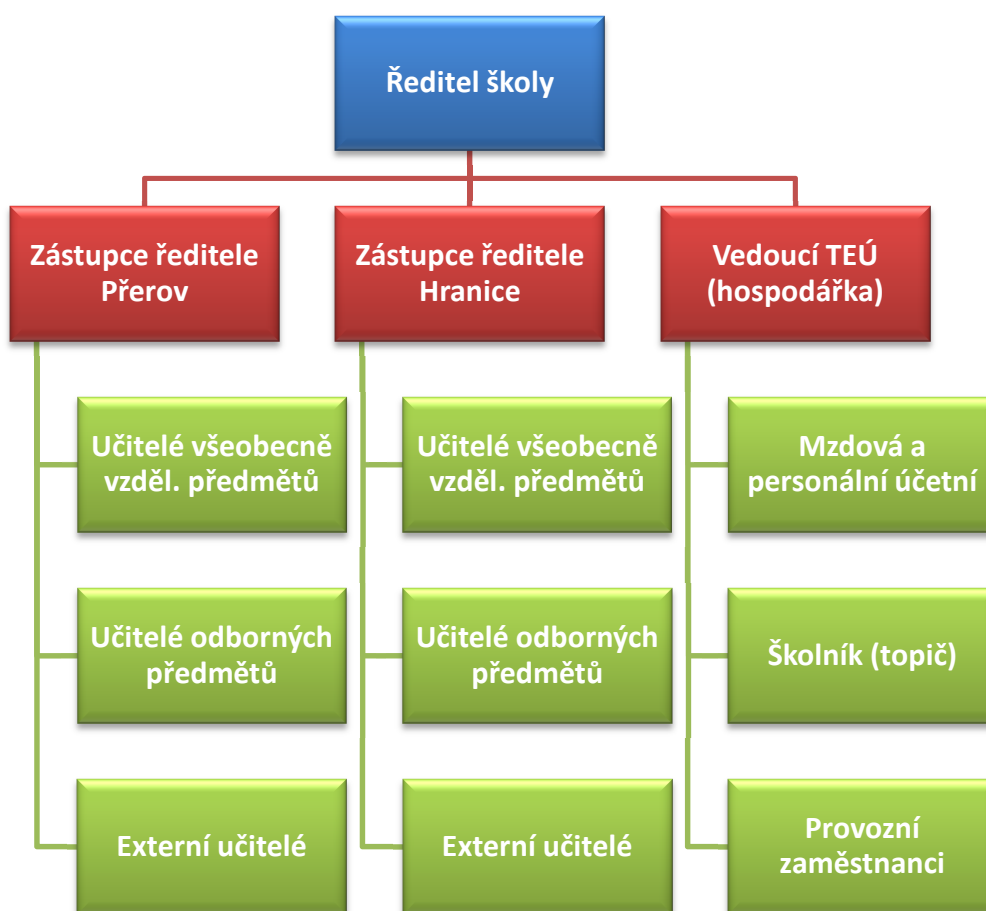 Ředitel školy
Zástupce ředitele
Přerov
Zástupce ředitele
Hranice
Vedoucí TEÚ
(hospodářka)
Učitelé všeobecně
vzděl. předmětů
Učitelé všeobecně
vzděl. předmětů
Mzdová a
personální účetní
Učitelé odborných
předmětů
Učitelé odborných
předmětů
Školník (topič)
Externí učitelé
Externí učitelé
Provozní
zaměstnanci